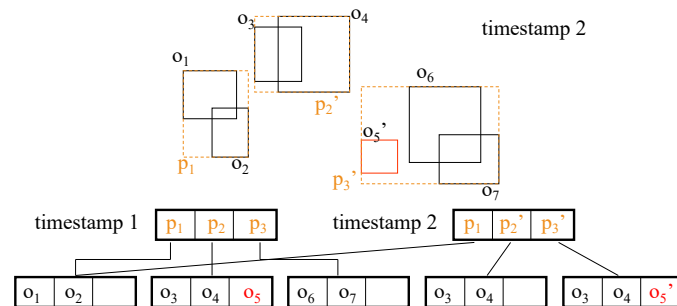 o3 o4 timestamp 2
o1
o6
p2'
o5'
p1 o2
p3'
o7
timestamp 1 p1 p2 p3 timestamp 2 p1 p2' p3'
o1 o2 o3 o4 o5 o6 o7 o3 o4 o3 o4 o5'